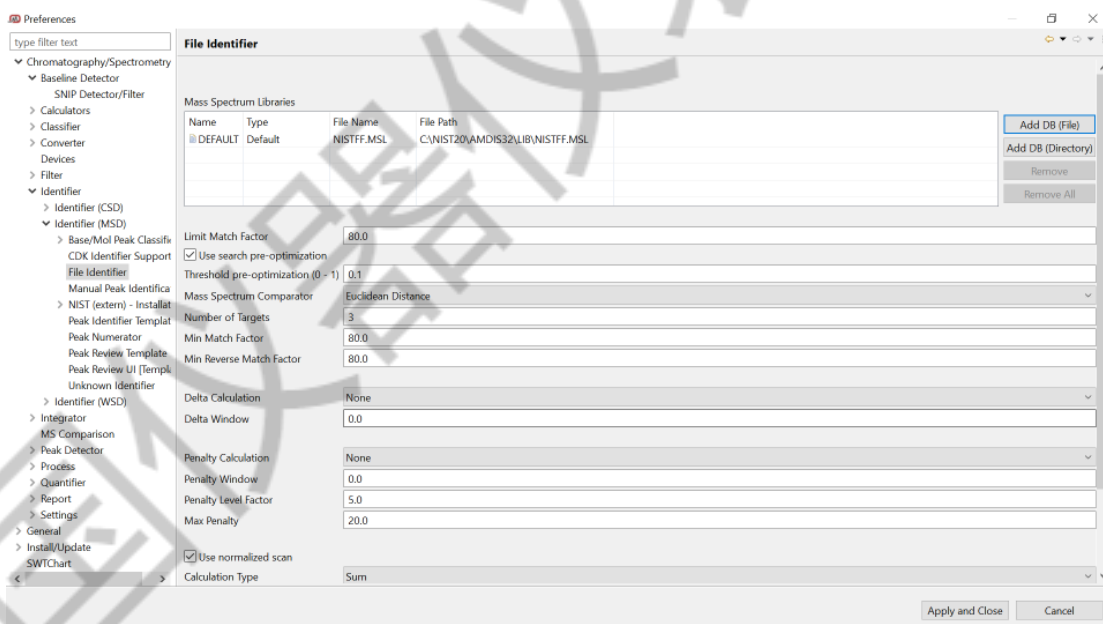 Preferences
type filter text
File Identifier
Chromatography/Spectrometry
Baseline Detector
SNIP Detector/Filter
Calculators
Classifier
Converter
Devices
Filter
Identifier
Identifier (CSD)
Identifier (MSD)
Base/Mol Peak Classifi
CDK Identifier Support
File Identifier
Manual Peak Identifica
NIST (extern) - Installat
Peak Identifier Templat
Peak Numerator
Peak Review Template
Peak Review UI [Templ
Unknown Identifier
Identifier (WSD)
Integrator
MS Comparison
Peak Detector
Process
Quantifier
Report
Settings
General
Install/Update
SWTChart
Mass Spectrum Libraries
Name Type File Name File Path
DEFAULT Default NISTFF.MSL C:\NIST20\AMDIS32\LIB\NISTFF.MSL
Add DB (File)
Add DB (Directory)
Remove
Remove All
Limit Match Factor 80.0
Use search pre-optimization
Threshold pre-optimization (0 - 1) 0.1
Mass Spectrum Comparator Euclidean Distance
Number of Targets 3
Min Match Factor 80.0
Min Reverse Match Factor 80.0
Delta Calculation None
Delta Window 0.0
Penalty Calculation None
Penalty Window 0.0
Penalty Level Factor 5.0
Max Penalty 20.0
Use normalized scan
Calculation Type Sum
Apply and Close Cancel
仪器仪
国